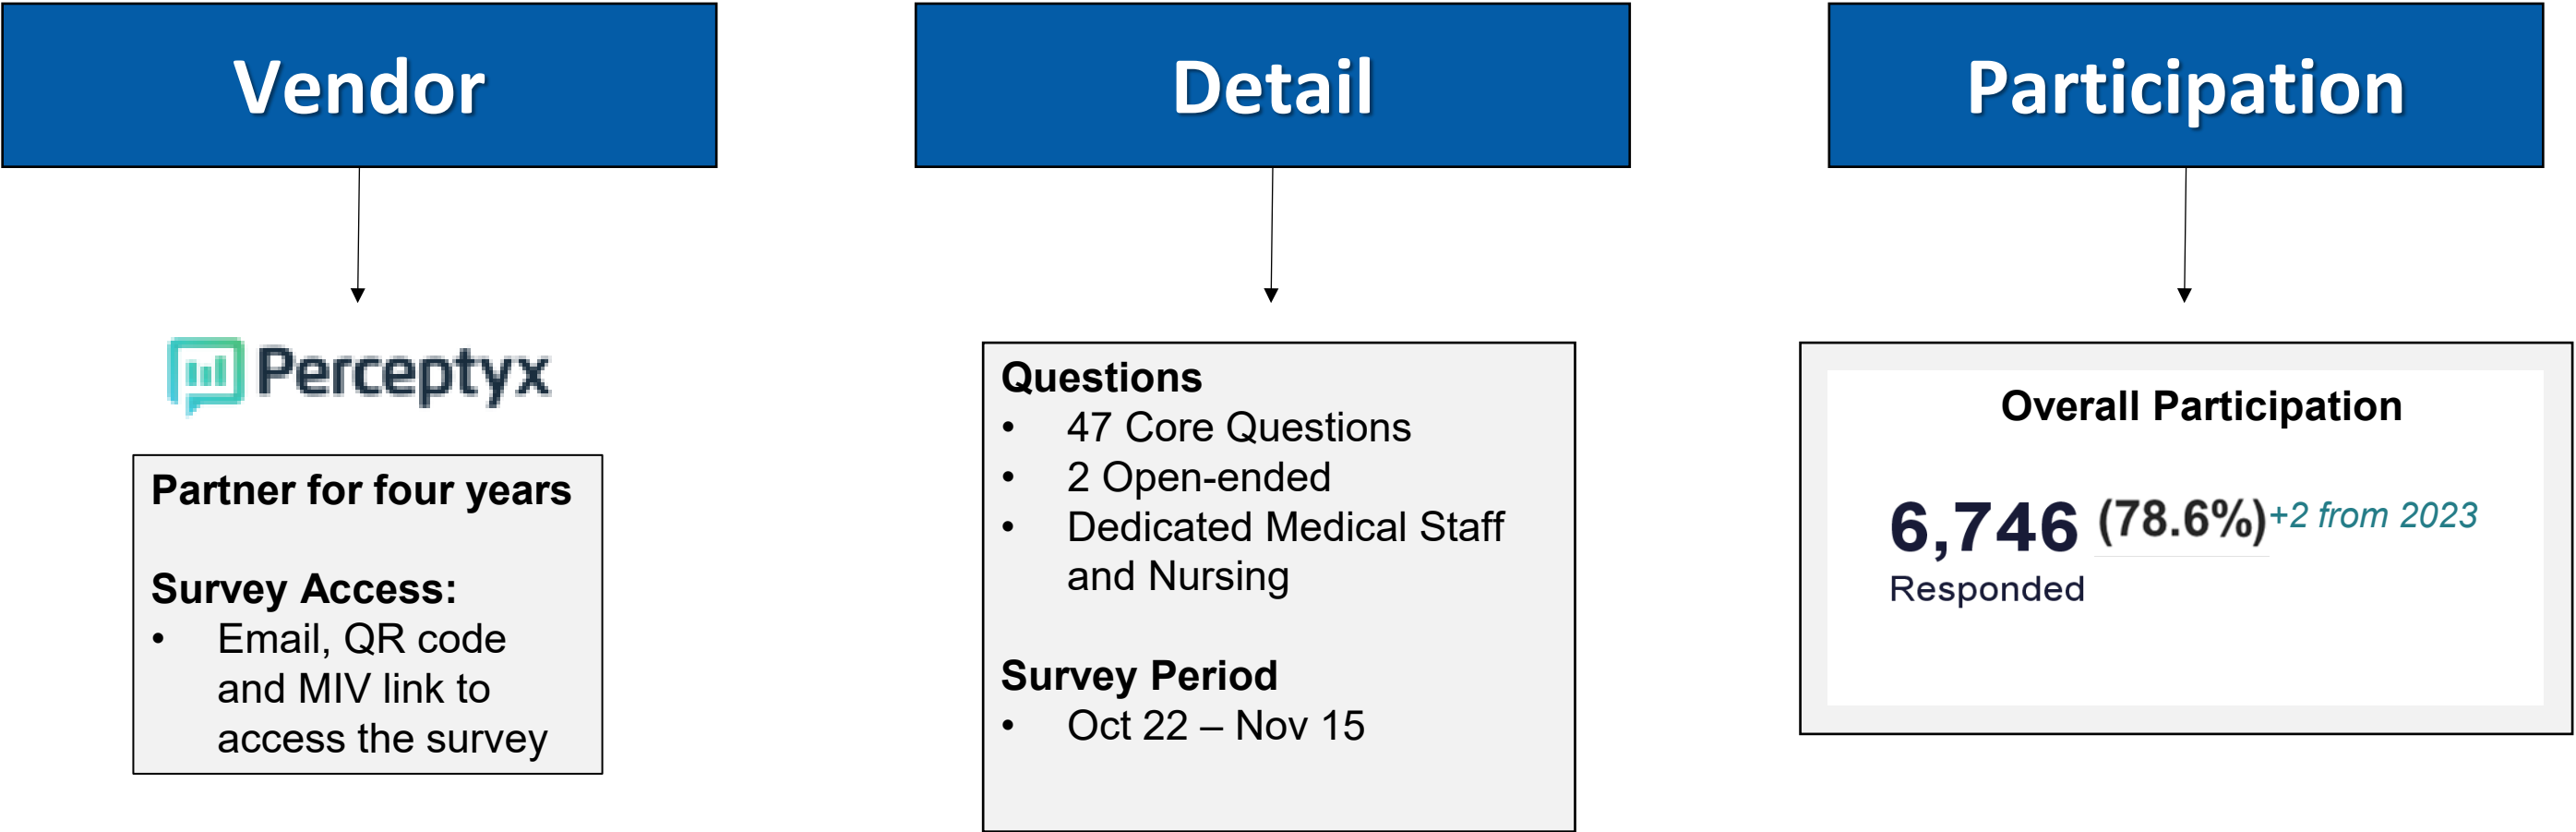 Vendor
Perceptyx
Partner for four years
Survey Access:
• Email, QR code
and MIV link to
access the survey
Detail
Questions
• 47 Core Questions
• 2 Open-ended
• Dedicated Medical Staff
and Nursing
Survey Period
• Oct 22 – Nov 15
Participation
Overall Participation
6,746 (78.6%) +2 from 2023
Responded